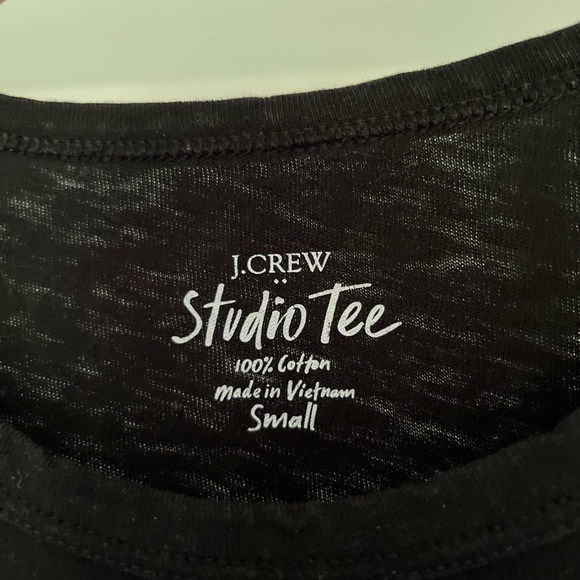 J.CREW
Studio Tee
100% Cotton
Made in Vietnam
Small